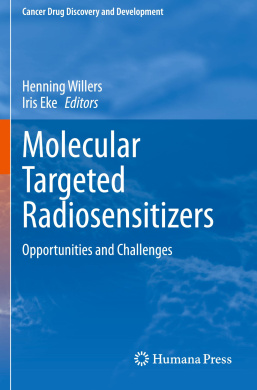 Cancer Drug Discovery and Development
Henning Willers
Iris Eke Editors
Molecular
Targeted
Radiosensitizers
Opportunities and Challenges
Humana Press